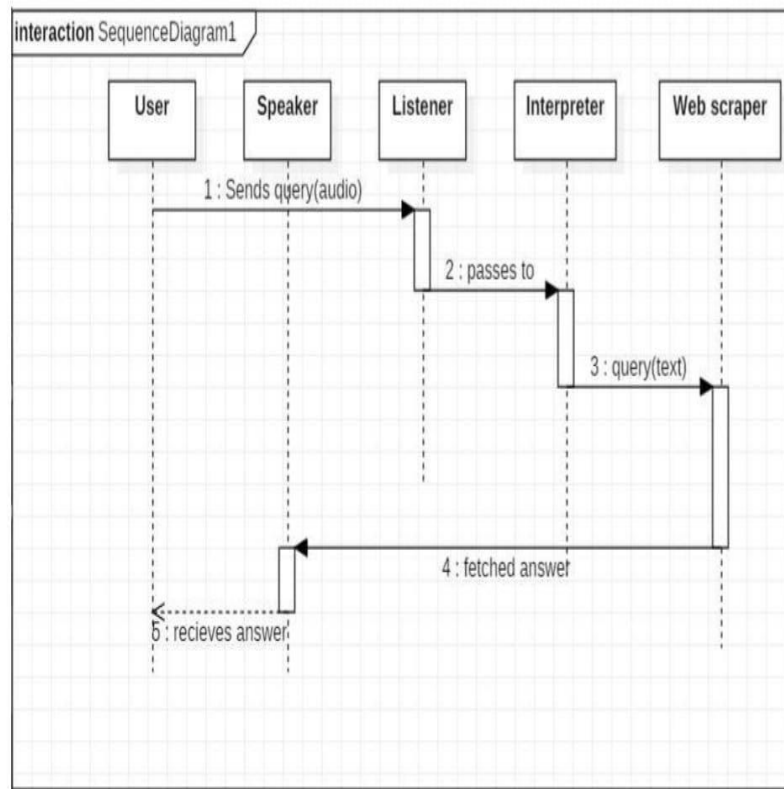 interaction SequenceDiagram1
User
Speaker
Listener
Interpreter
Web scraper
1 : Sends query(audio)
2 : passes to
3 : query(text)
4 : fetched answer
5 : recieves answer